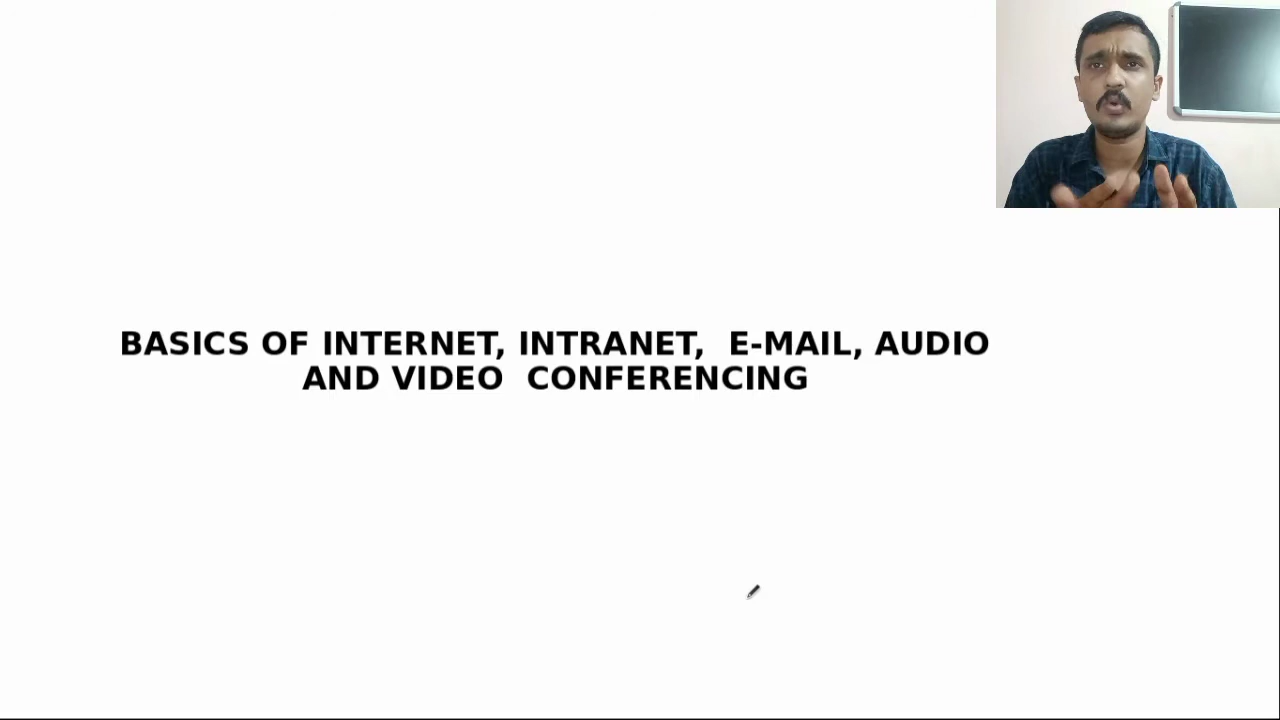 BASICS OF INTERNET, INTRANET,  E-MAIL, AUDIO
AND VIDEO  CONFERENCING